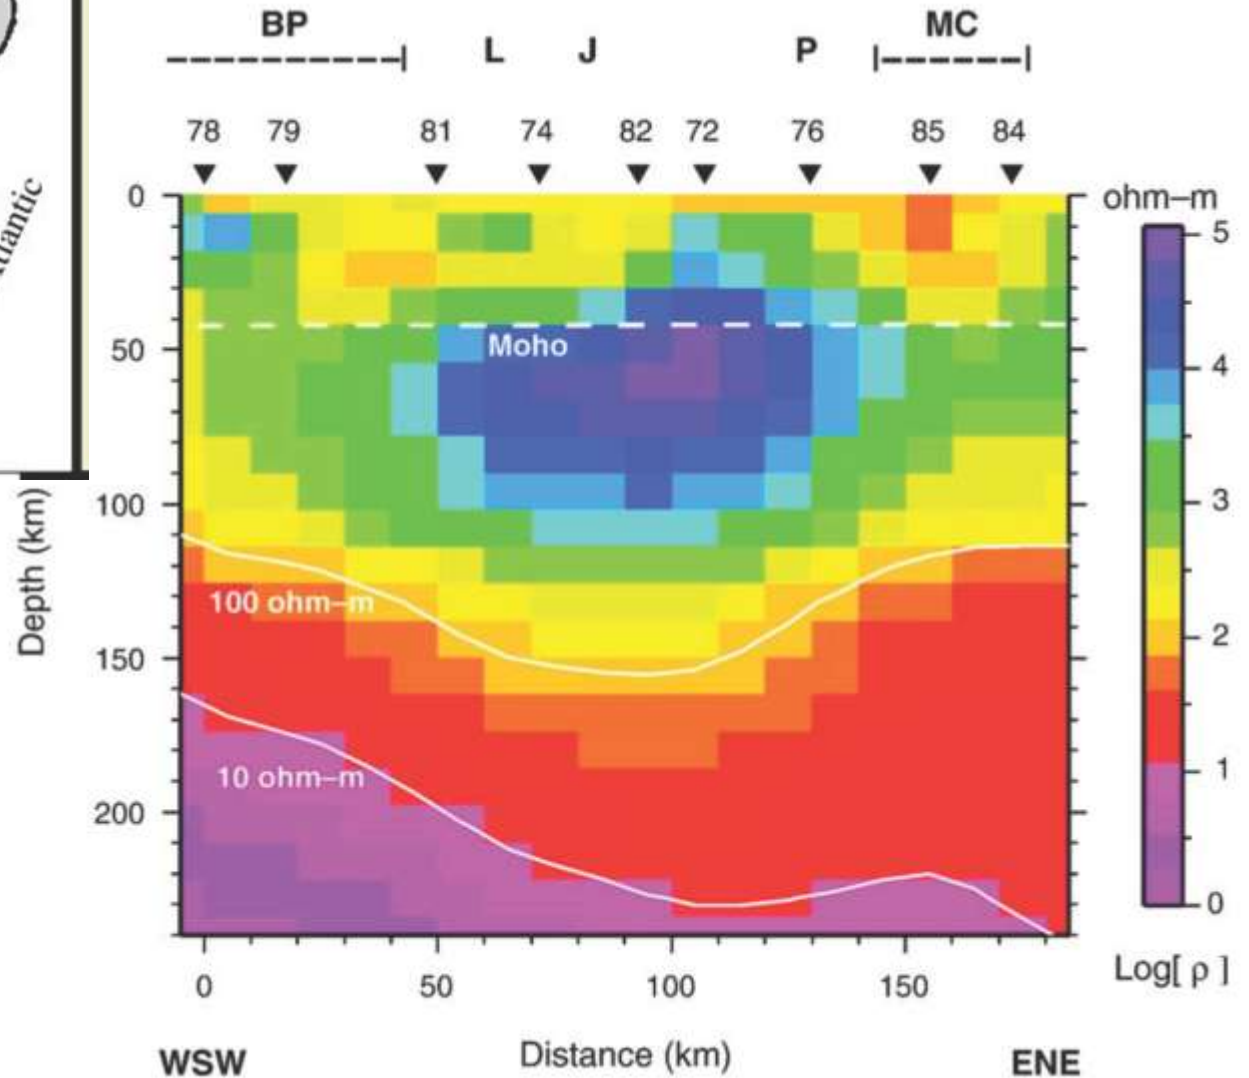 BP L J P MC
78 79 81 74 82 72 76 85 84
ohm–m
0
50
100
150
200
Depth (km)
Moho
100 ohm–m
10 ohm–m
5
4
3
2
1
0
Log[ ρ ]
0 50 100 150
WSW Distance (km) ENE